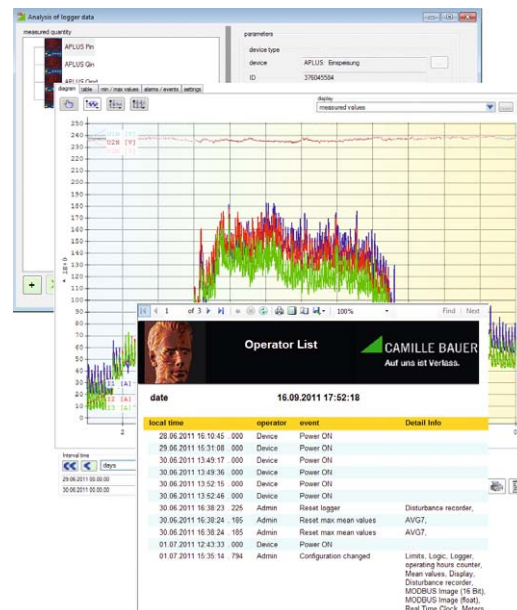 Analysis of logger data
measured quantity
APLUS Pin
APLUS Qin
parameters
device type
device APLUS: Einspeisung
ID 376045504
diagram table min / max values alarms / events settings
display
measured values
250
240
230
220
210
200
190
180
170
160
150
140
130
120
110
100
90
80
70
60
50
40
30
20
10
0
U2N [V]
I1 [A]
I2 [A]
I3 [A]
2
Interval time
days
29.06.2011 00:00:00
30.06.2011 00:00:00
1 of 3 100% Find Next
Operator List
CAMILLE BAUER
Auf uns ist Verlass.
date 16.09.2011 17:52:18
local time operator event Detail Info
28.06.2011 16:10:45 .000 Device Power ON
29.06.2011 15:31:08 .000 Device Power ON
30.06.2011 13:49:17 .000 Device Power ON
30.06.2011 13:49:36 .000 Device Power ON
30.06.2011 13:52:15 .000 Device Power ON
30.06.2011 13:52:46 .000 Device Power ON
30.06.2011 16:38:23 .225 Admin Reset logger Disturbance recorder,
30.06.2011 16:38:24 .185 Admin Reset max mean values AVG7,
30.06.2011 16:38:24 .185 Admin Reset max mean values AVG7,
01.07.2011 12:43:33 .000 Device Power ON
01.07.2011 15:35:14 .794 Admin Configuration changed Limits, Logic, Logger,
operating hours counter,
Mean values, Display,
Disturbance recorder,
MODBUS Image (16 Bit),
MODBUS Image (float),
Real Time Clock, Meters